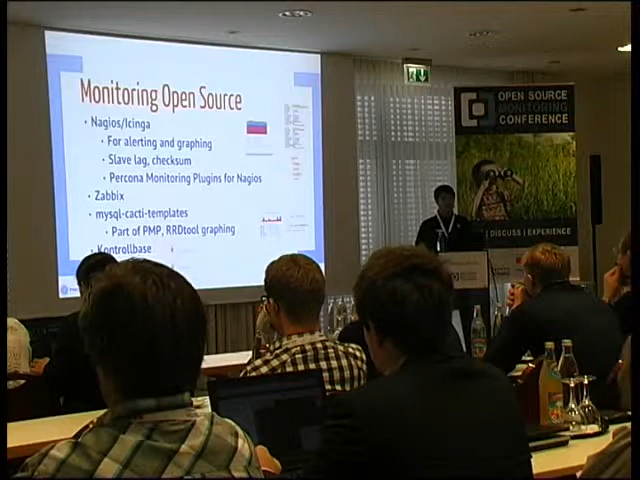 Monitoring Open Source
• Nagios/Icinga
• For alerting and graphing
• Slave lag, checksum
• Percona Monitoring Plugins for Nagios
• Zabbix
• mysql-cacti-templates
• Part of PMP, RRDtool graphing
• Kontrollbase
OPEN SOURCE
MONITORING
CONFERENCE
| DISCUSS | EXPERIENCE